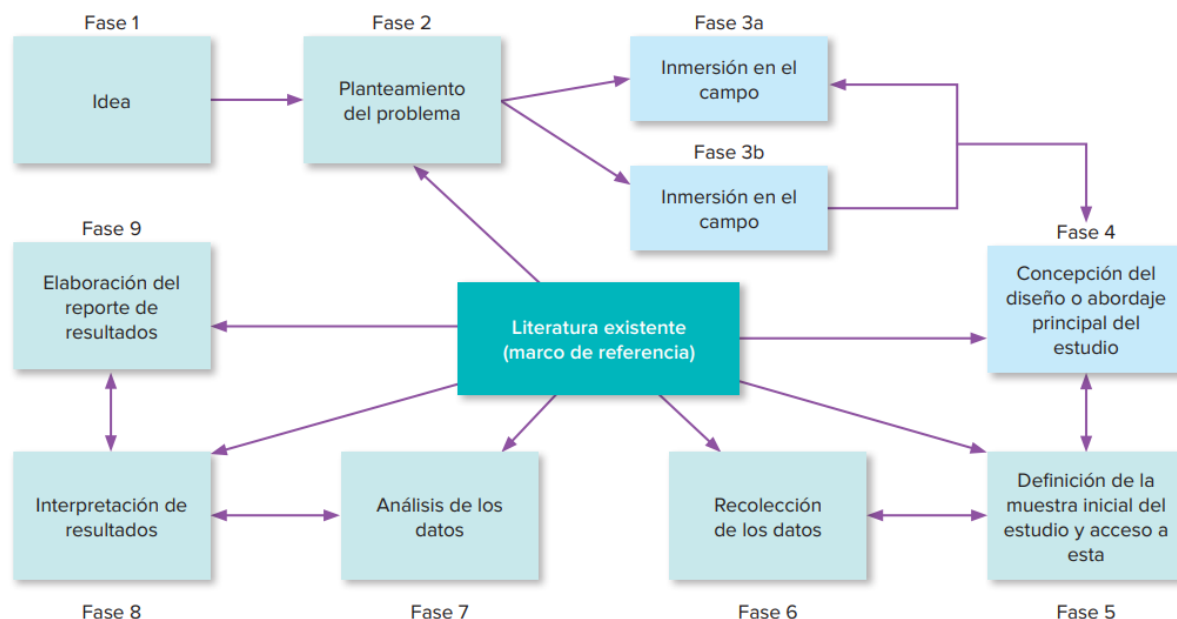 Fase 1
Idea
Fase 2
Planteamiento
del problema
Fase 3a
Inmersión en el
campo
Fase 3b
Inmersión en el
campo
Fase 4
Concepción del
diseño o abordaje
principal del
estudio
Fase 9
Elaboración del
reporte de
resultados
Literatura existente
(marco de referencia)
Interpretación de
resultados
Fase 8
Análisis de los
datos
Fase 7
Recolección
de los datos
Fase 6
Definición de la
muestra inicial del
estudio y acceso a
esta
Fase 5